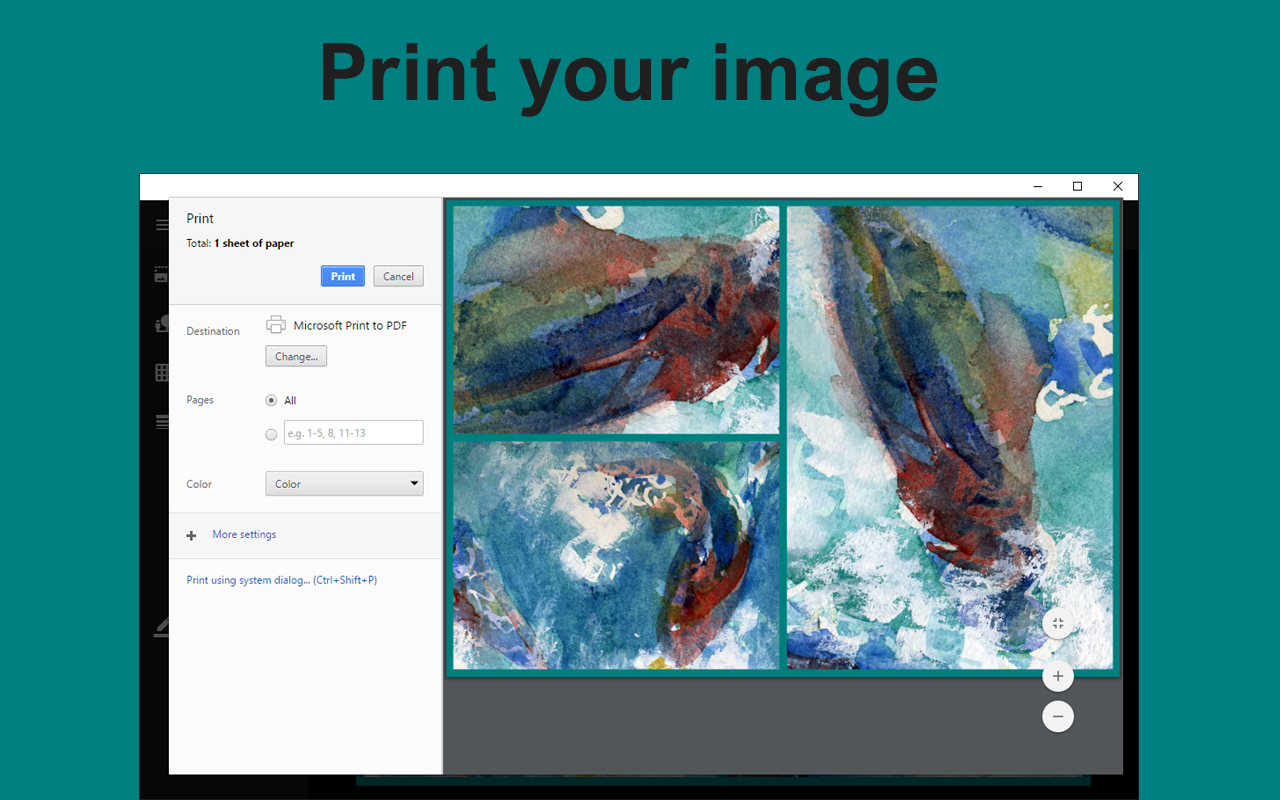 Print your image
Print
Total: 1 sheet of paper
Print Cancel
Destination Microsoft Print to PDF
Change...
Pages All
e.g. 1-5, 8, 11-13
Color Color
More settings
Print using system dialog... (Ctrl+Shift+P)